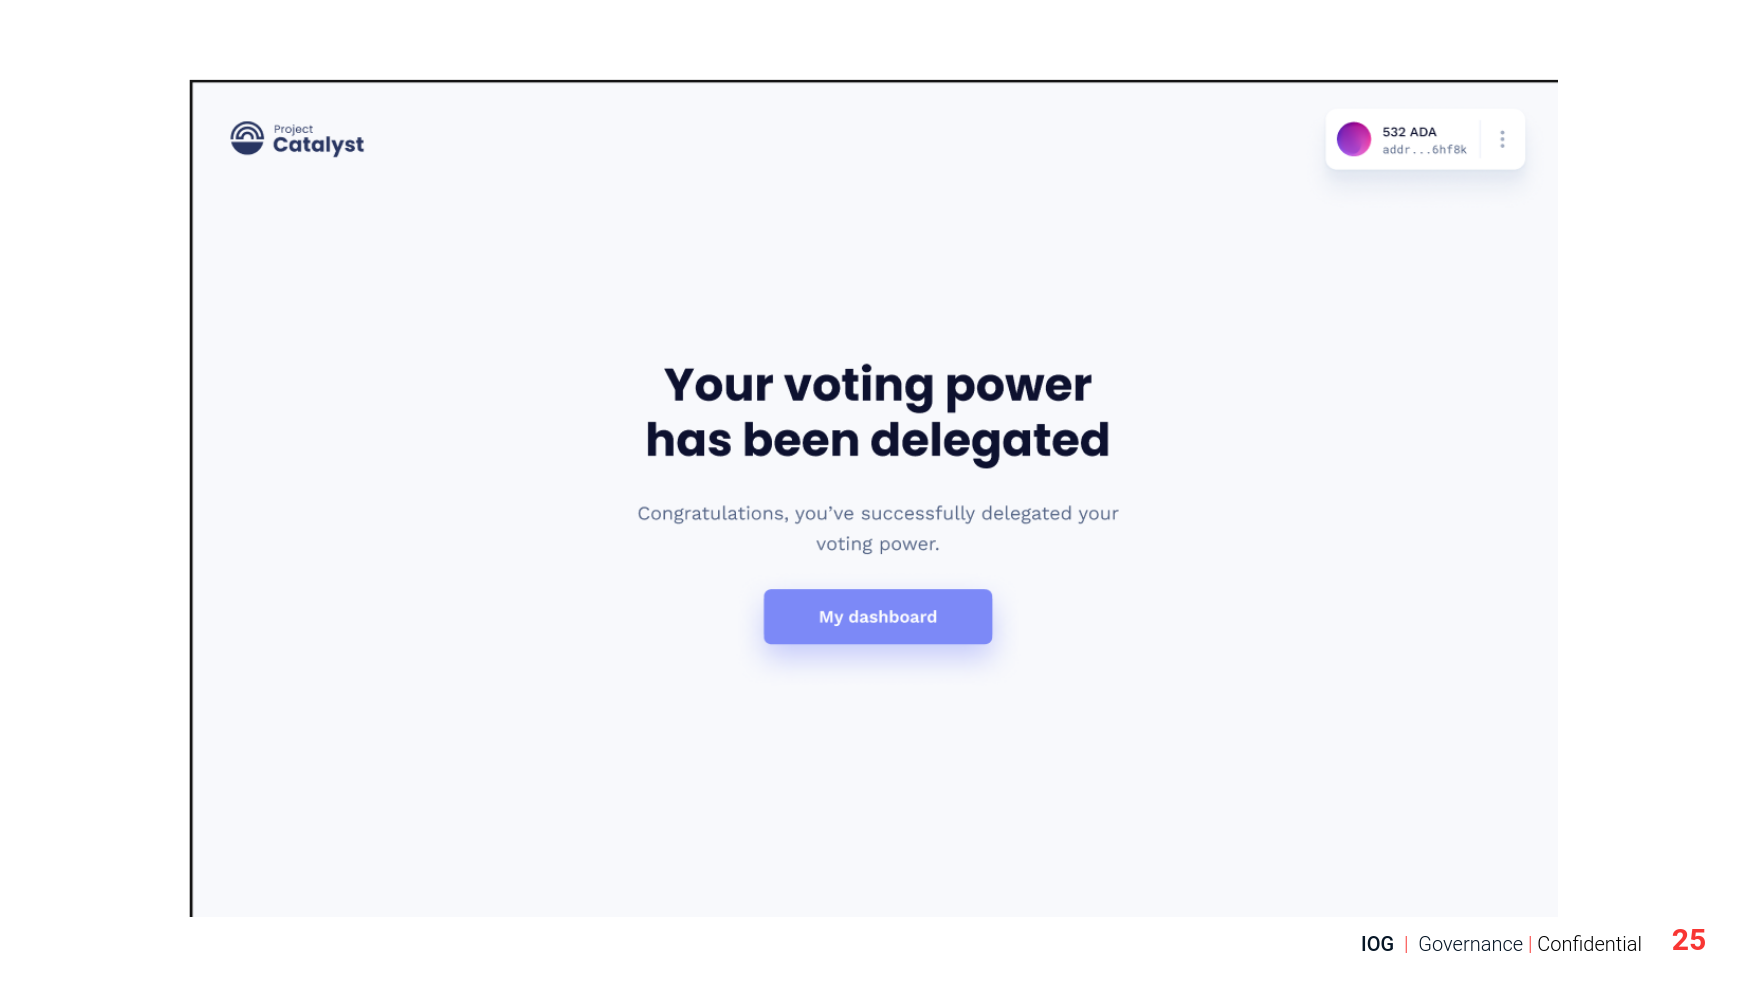 Project
Catalyst
532 ADA
addr...6hf8k
Your voting power
has been delegated
Congratulations, you’ve successfully delegated your
voting power.
My dashboard
IOG | Governance | Confidential 25